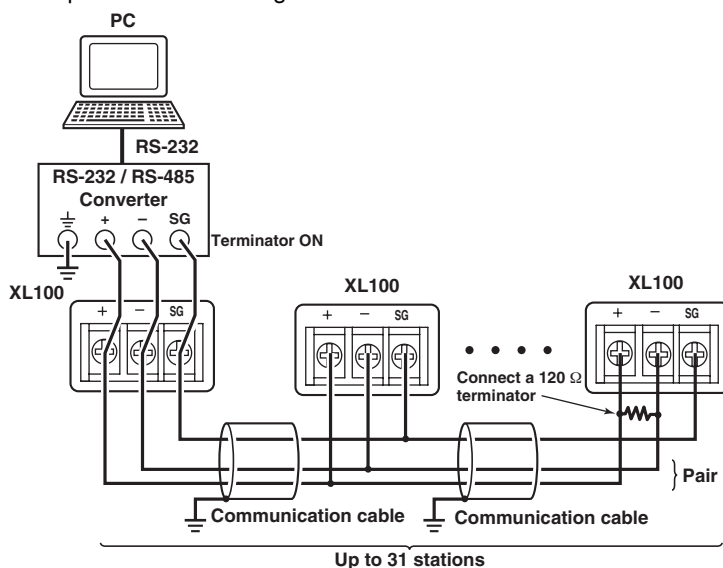 PC
RS-232
RS-232 / RS-485
Converter
+ − SG
Terminator ON
XL100
+ − SG
XL100
+ − SG
XL100
+ − SG
Connect a 120 Ω
terminator
Pair
Communication cable
Communication cable
Up to 31 stations